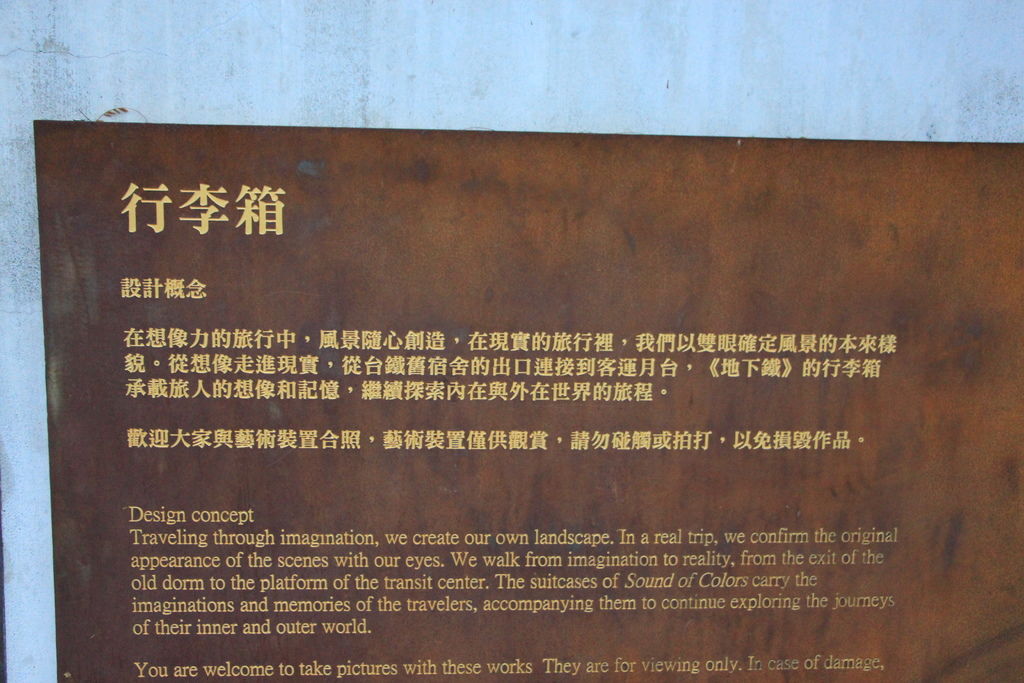 行李箱
設計概念
在想像力的旅行中，風景隨心創造，在現實的旅行裡，我們以雙眼確定風景的本來樣
貌。從想像走進現實，從台鐵舊宿舍的出口連接到客運月台，《地下鐵》的行李箱
承載旅人的想像和記憶，繼續探索內在與外在世界的旅程。
歡迎大家與藝術裝置合照，藝術裝置僅供觀賞，請勿碰觸或拍打，以免損毀作品。
Design concept
Traveling through imagination, we create our own landscape. In a real trip, we confirm the original
appearance of the scenes with our eyes. We walk from imagination to reality, from the exit of the
old dorm to the platform of the transit center. The suitcases of Sound of Colors carry the
imaginations and memories of the travelers, accompanying them to continue exploring the journeys
of their inner and outer world.
You are welcome to take pictures with these works They are for viewing only. In case of damage,